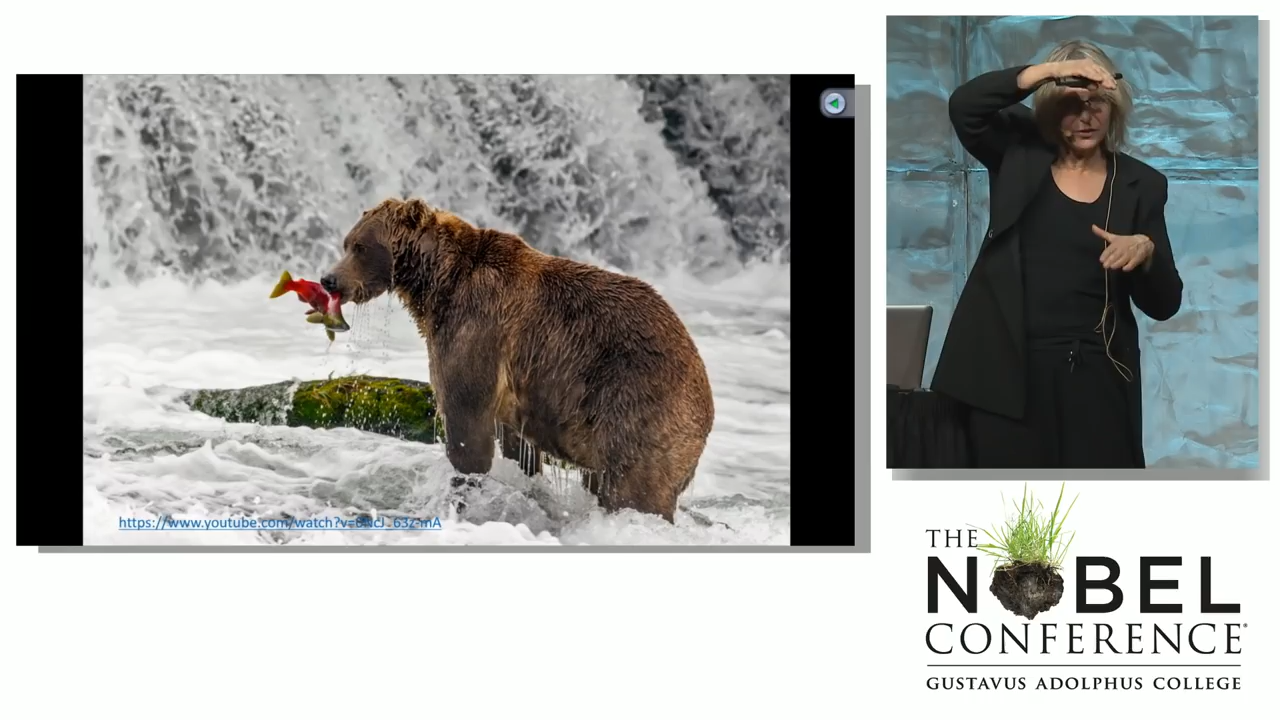 https://www.youtube.com/watch?v=
THE
NOBEL
CONFERENCE®
GUSTAVUS ADOLPHUS COLLEGE